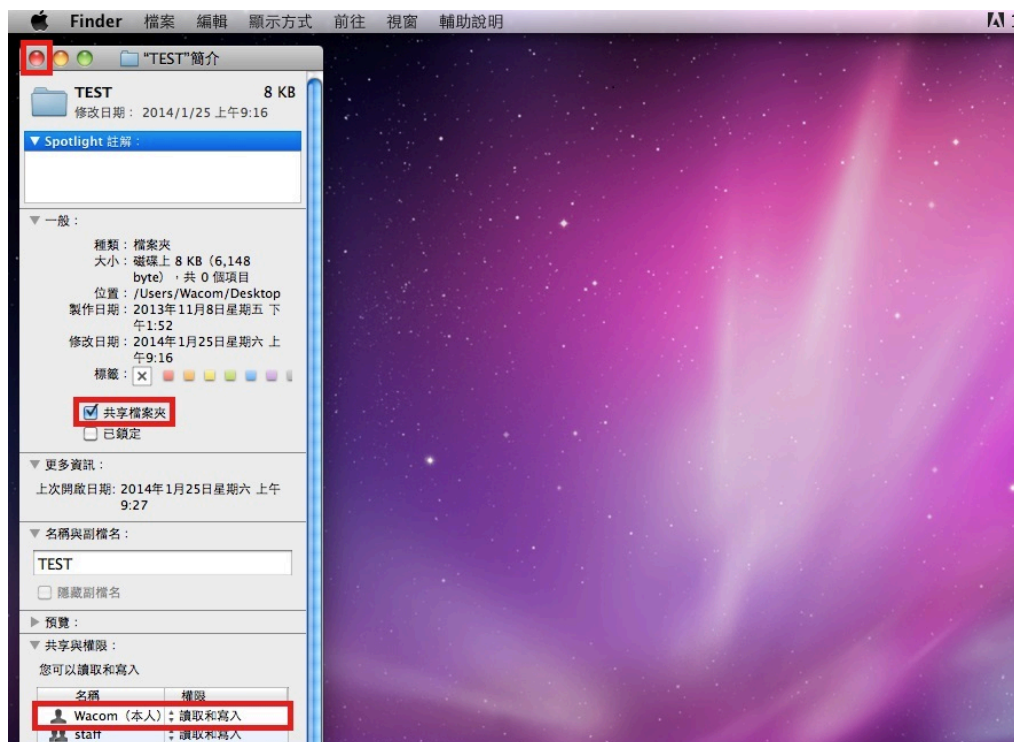 Finder 檔案 編輯 顯示方式 前往 視窗 輔助說明
“TEST”簡介
TEST 8 KB
修改日期： 2014/1/25 上午9:16
Spotlight 註解：
一般：
種類：檔案夾
大小：磁碟上 8 KB（6,148
byte），共 0 個項目
位置：/Users/Wacom/Desktop
製作日期：2013年11月8日星期五 下
午1:52
修改日期：2014年1月25日星期六 上
午9:16
標籤：
共享檔案夾
已鎖定
更多資訊：
上次開啟日期: 2014年1月25日星期六 上午
9:27
名稱與副檔名：
TEST
隱藏副檔名
預覽：
共享與權限：
您可以讀取和寫入
名稱 權限
Wacom（本人） 讀取和寫入
staff 讀取和寫入